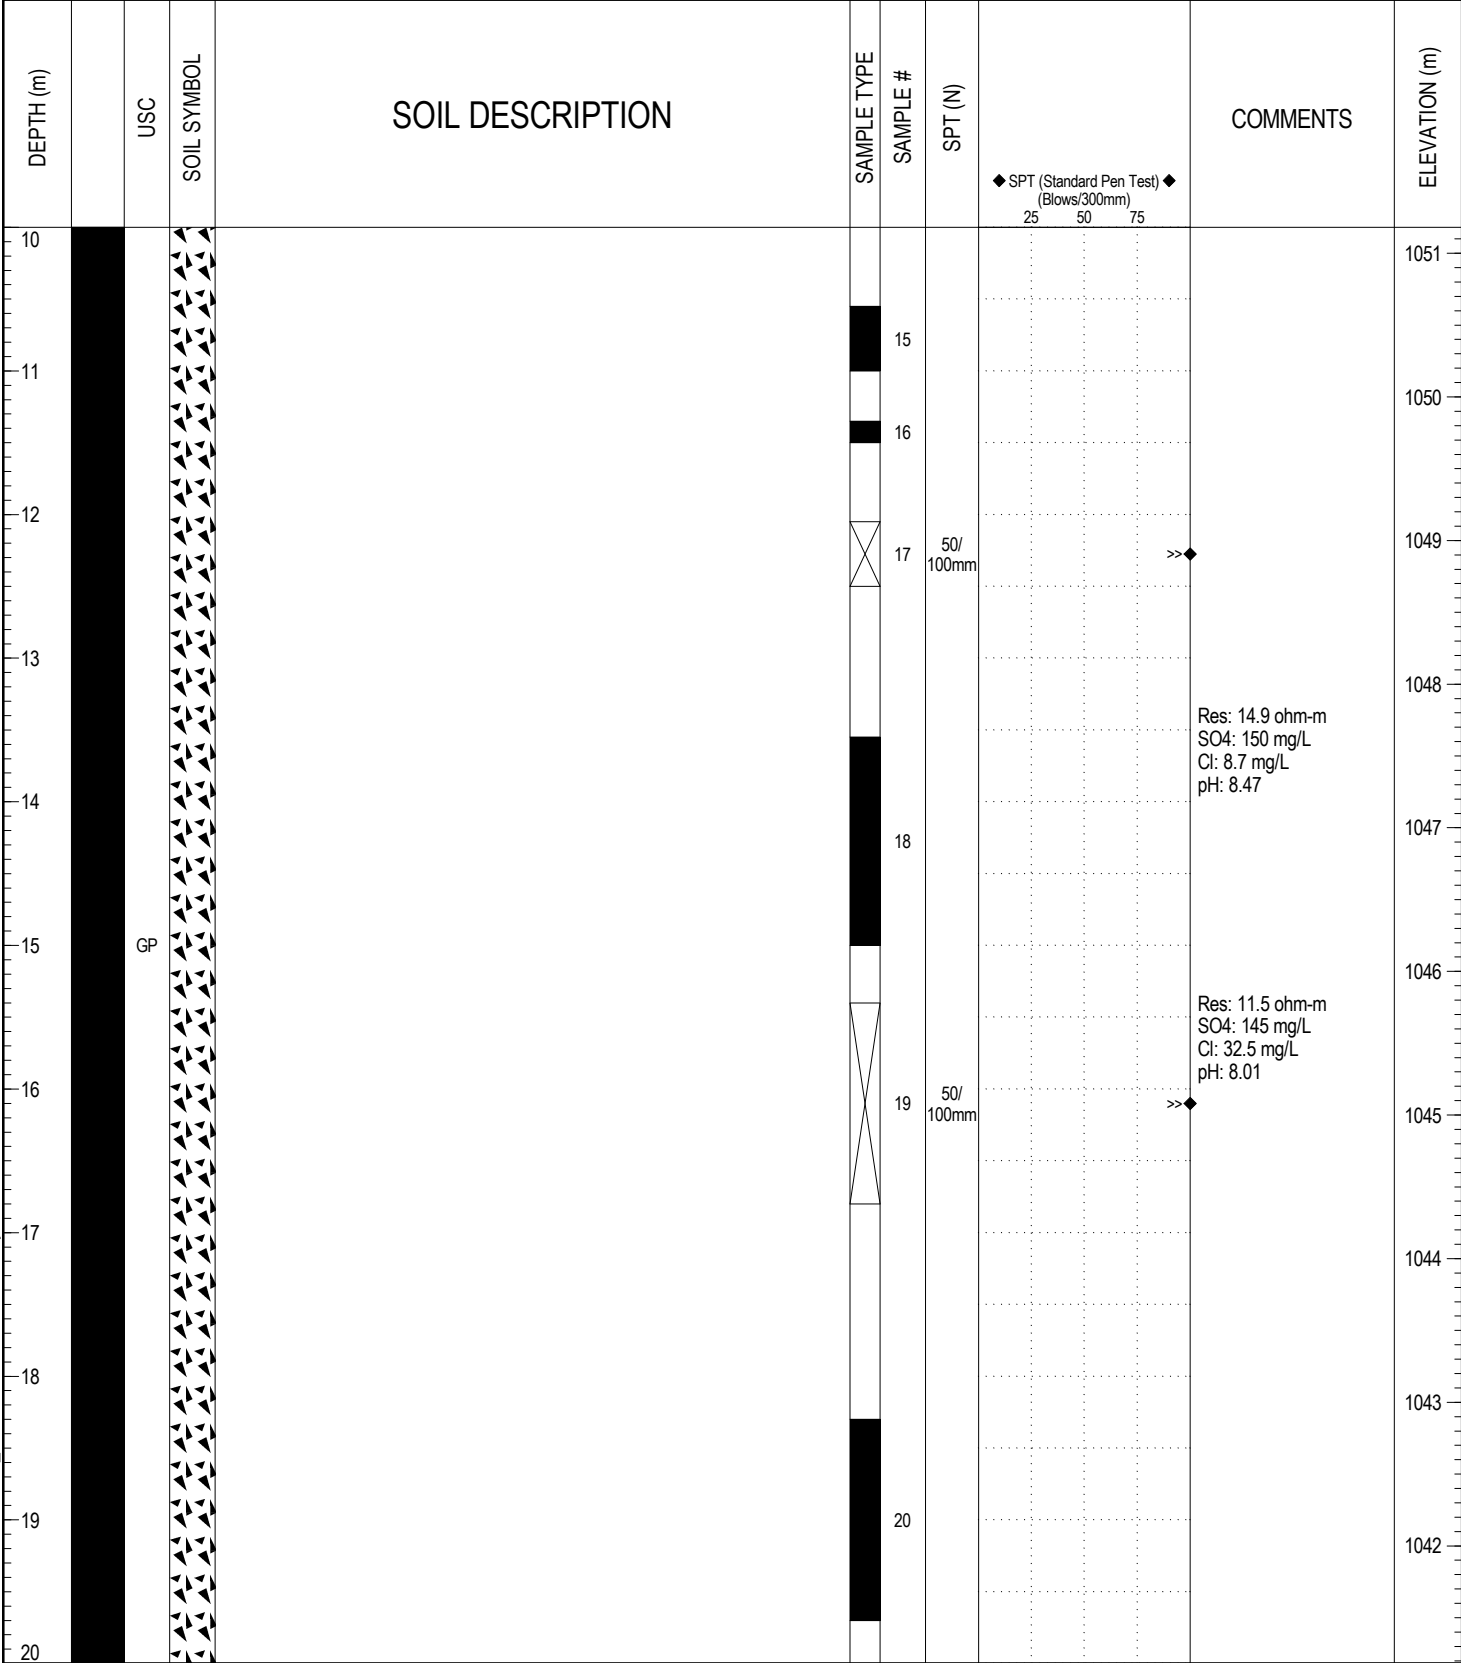 DEPTH (m)
USC
SOIL SYMBOL
SOIL DESCRIPTION
SAMPLE TYPE
SAMPLE #
SPT (N)
◆ SPT (Standard Pen Test) ◆
(Blows/300mm)
25 50 75
COMMENTS
ELEVATION (m)
10
1051
15
11
1050
16
12
17
50/
100mm
>>◆
1049
13
1048
Res: 14.9 ohm-m
SO4: 150 mg/L
Cl: 8.7 mg/L
pH: 8.47
14
1047
18
15
GP
1046
Res: 11.5 ohm-m
SO4: 145 mg/L
Cl: 32.5 mg/L
pH: 8.01
16
19
50/
100mm
>>◆
1045
17
1044
18
1043
19
20
1042
20